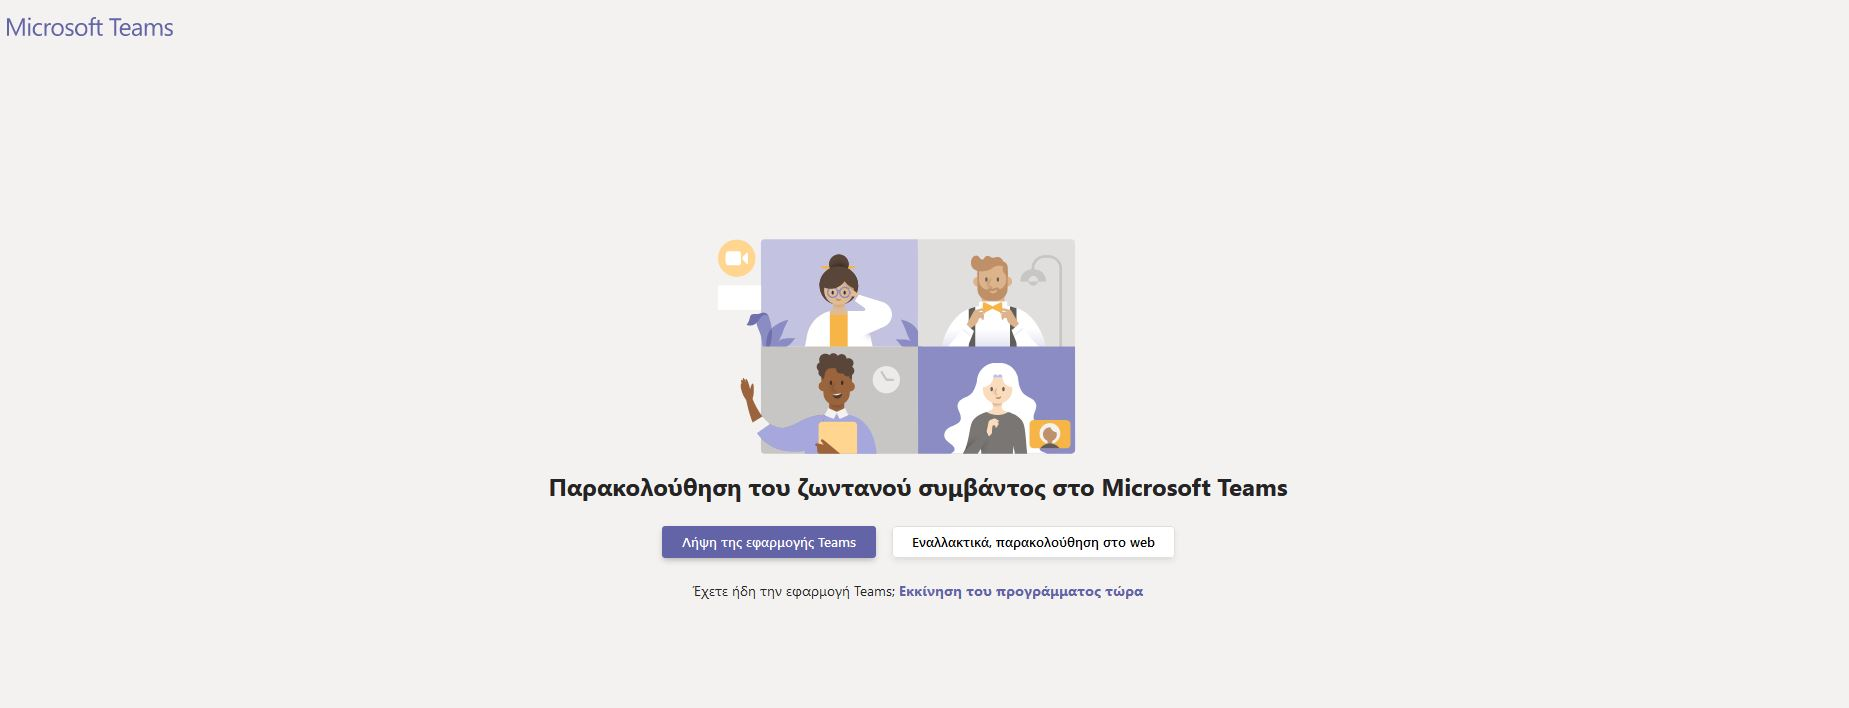 Microsoft Teams
Παρακολούθηση του ζωντανού συμβάντος στο Microsoft Teams
Λήψη της εφαρμογής Teams
Εναλλακτικά, παρακολούθηση στο web
Έχετε ήδη την εφαρμογή Teams; Εκκίνηση του προγράμματος τώρα